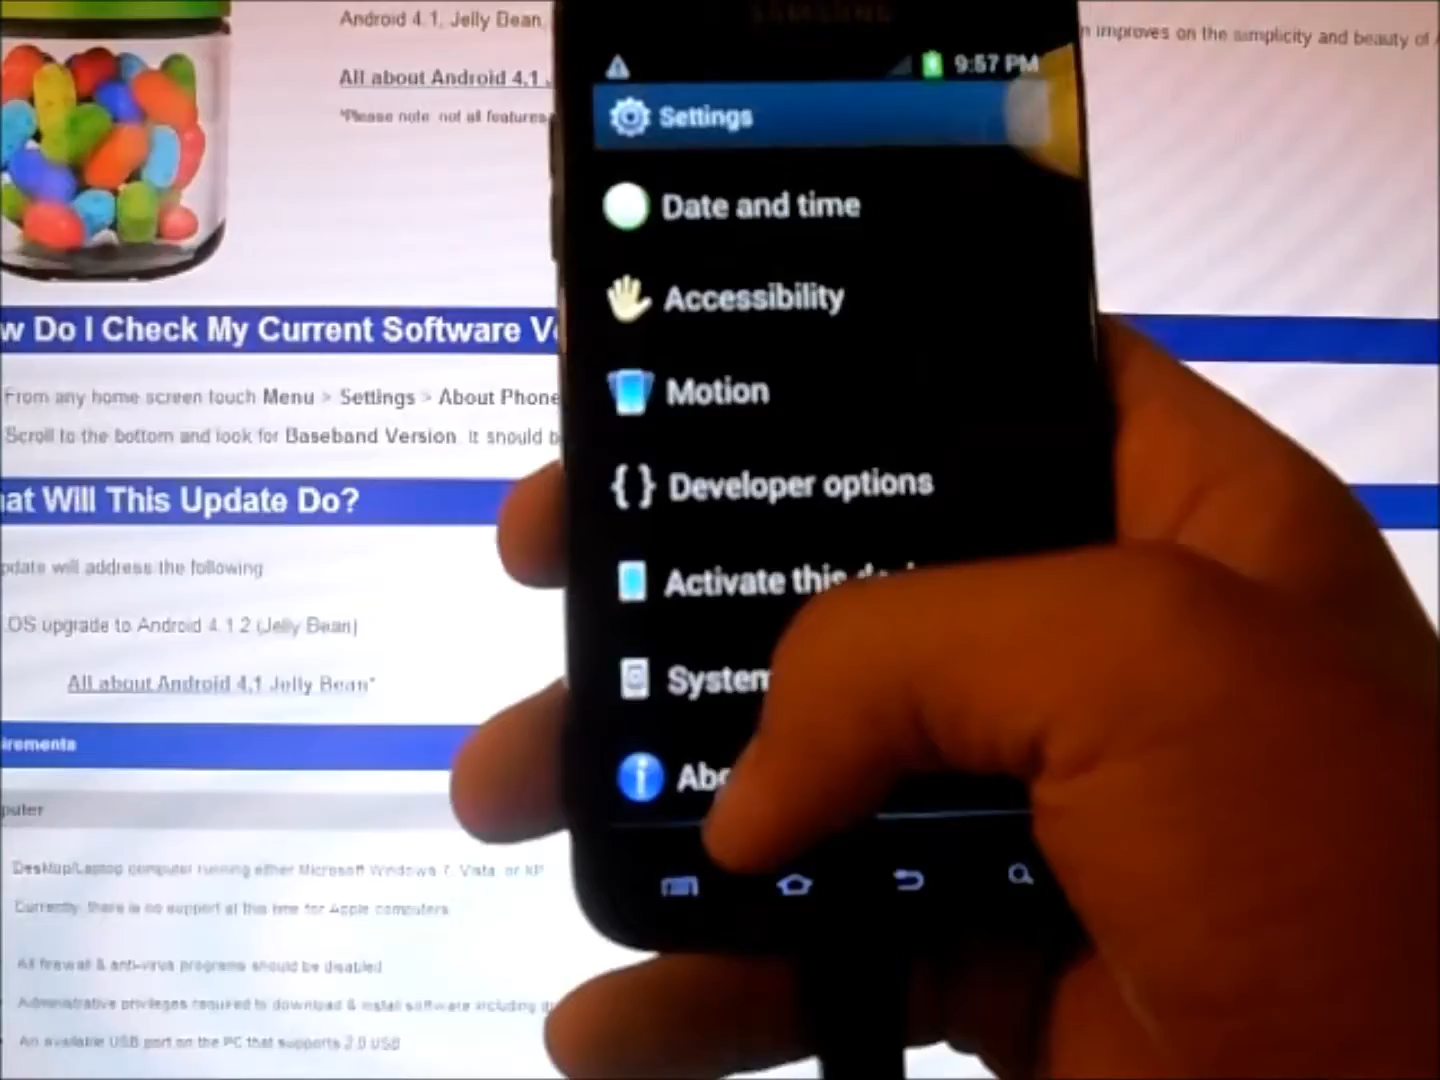 Android 4.1, Jelly Bean,
n improves on the simplicity and beauty of
All about Android 4.1
*Please note: not all features
w Do I Check My Current Software V
From any home screen touch Menu > Settings > About Phone
Scroll to the bottom and look for Baseband Version. It should b
at Will This Update Do?
pdate will address the following
OS upgrade to Android 4.1.2 (Jelly Bean)
All about Android 4.1 Jelly Bean*
irements
puter
Desktop/Laptop computer running either Microsoft Windows 7, Vista, or XP
Currently, there is no support at this time for Apple computers
All firewall & anti-virus programs should be disabled
Administrative privileges required to download & install software including
An available USB port on the PC that supports 2.0 USB
SAMSUNG
9:57 PM
Settings
Date and time
Accessibility
Motion
{ } Developer options
Activate this
System
Abo